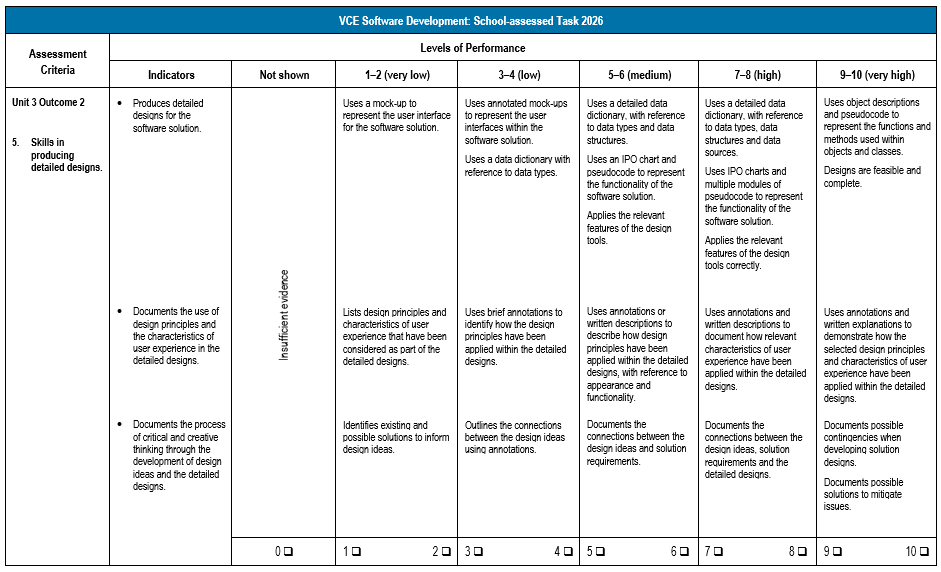 VCE Software Development: School-assessed Task 2026
Assessment
Criteria
Levels of Performance
Indicators
Not shown
1–2 (very low)
3–4 (low)
5–6 (medium)
7–8 (high)
9–10 (very high)
Unit 3 Outcome 2
5. Skills in
producing
detailed designs.
• Produces detailed
designs for the
software solution.
Insufficient evidence
Uses a mock-up to
represent the user interface
for the software solution.
Uses annotated mock-ups
to represent the user
interfaces within the
software solution.
Uses a data dictionary with
reference to data types.
Uses a detailed data
dictionary, with reference
to data types and data
structures.
Uses an IPO chart and
pseudocode to represent
the functionality of the
software solution.
Applies the relevant
features of the design
tools.
Uses a detailed data
dictionary, with reference
to data types, data
structures and data
sources.
Uses IPO charts and
multiple modules of
pseudocode to represent
the functionality of the
software solution.
Applies the relevant
features of the design
tools correctly.
Uses object descriptions
and pseudocode to
represent the functions and
methods used within
objects and classes.
Designs are feasible and
complete.
• Documents the use of
design principles and
the characteristics of
user experience in the
detailed designs.
Lists design principles and
characteristics of user
experience that have been
considered as part of the
detailed designs.
Uses brief annotations to
identify how the design
principles have been
applied within the detailed
designs.
Uses annotations or
written descriptions to
describe how design
principles have been
applied within the detailed
designs, with reference to
appearance and
functionality.
Uses annotations and
written descriptions to
document how relevant
characteristics of user
experience have been
applied within the detailed
designs.
Uses annotations and
written explanations to
demonstrate how the
selected design principles
and characteristics of user
experience have been
applied within the detailed
designs.
• Documents the process
of critical and creative
thinking through the
development of design
ideas and the detailed
designs.
Identifies existing and
possible solutions to inform
design ideas.
Outlines the connections
between the design ideas
using annotations.
Documents the
connections between the
design ideas and solution
requirements.
Documents the
connections between the
design ideas, solution
requirements and the
detailed designs.
Documents possible
contingencies when
developing solution
designs.
Documents possible
solutions to mitigate
issues.
0 ❑
1 ❑ 2 ❑
3 ❑ 4 ❑
5 ❑ 6 ❑
7 ❑ 8 ❑
9 ❑ 10 ❑